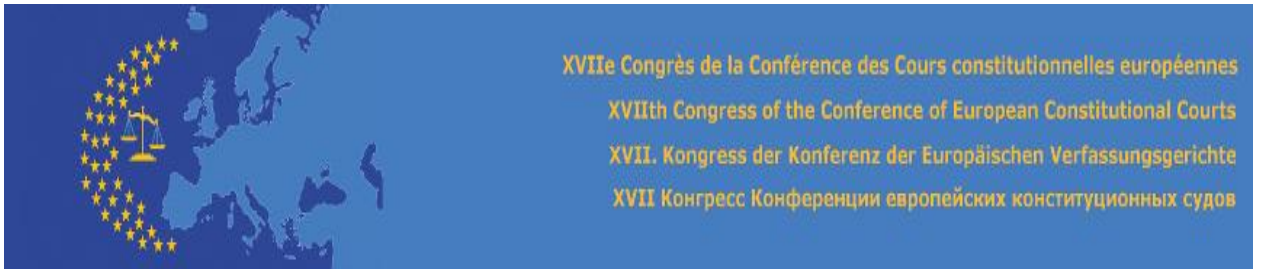 XVIIe Congrès de la Conférence des Cours constitutionnelles européennes
XVIIth Congress of the Conference of European Constitutional Courts
XVII. Kongress der Konferenz der Europäischen Verfassungsgerichte
XVII Конгресс Конференции европейских конституционных судов